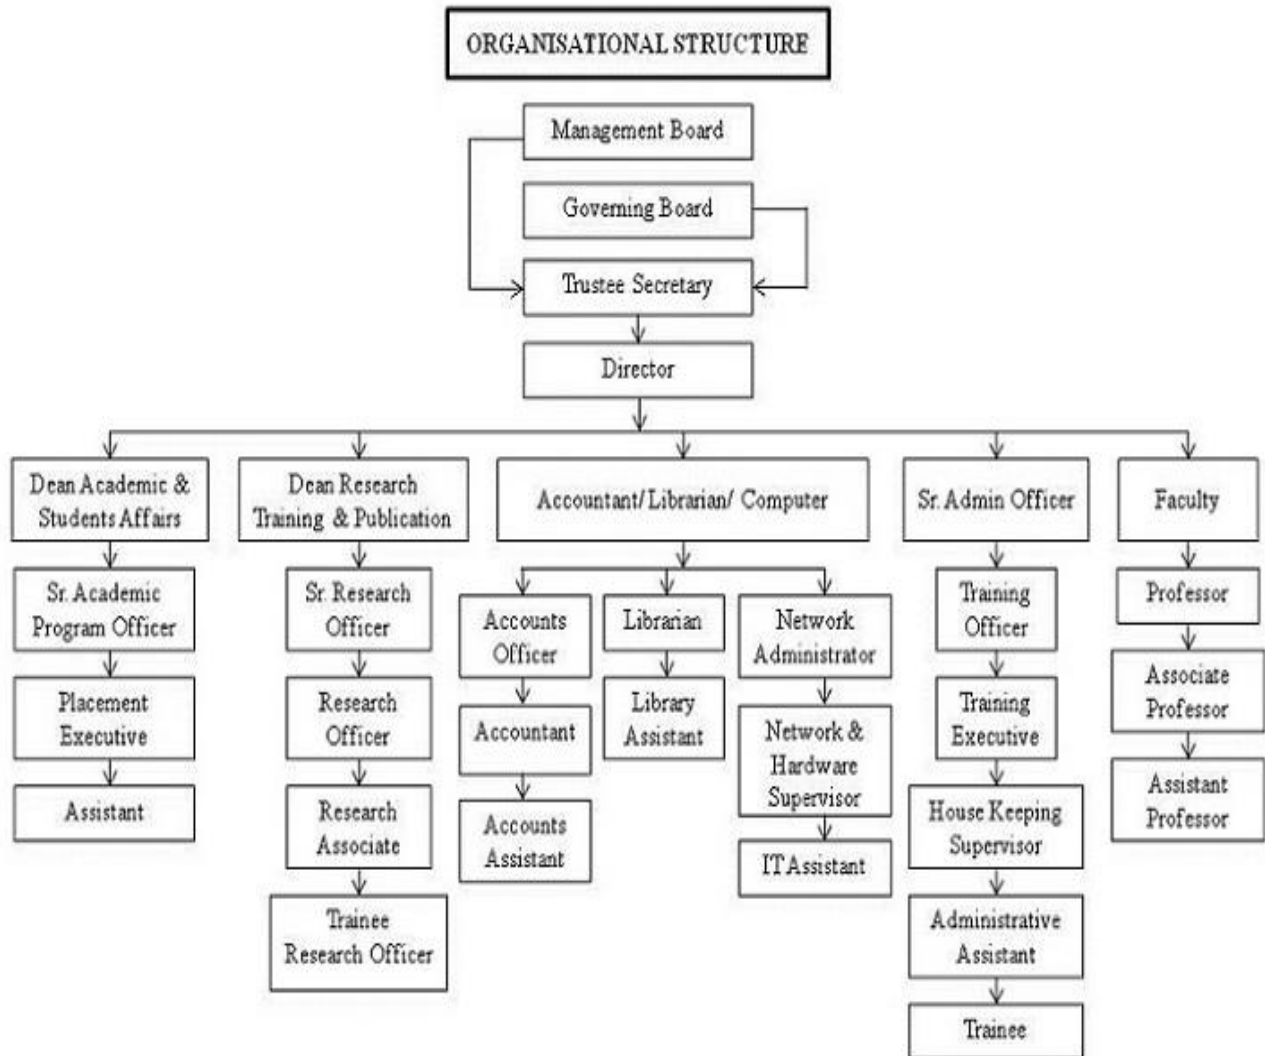 ORGANISATIONAL STRUCTURE
Management Board
Governing Board
Trustee Secretary
Director
Dean Academic &
Students Affairs
Dean Research
Training & Publication
Accountant/ Librarian/ Computer
Sr. Admin Officer
Faculty
Sr. Academic
Program Officer
Placement
Executive
Assistant
Sr. Research
Officer
Research
Officer
Research
Associate
Trainee
Research Officer
Accounts
Officer
Accountant
Accounts
Assistant
Librarian
Library
Assistant
Network
Administrator
Network &
Hardware
Supervisor
IT Assistant
Training
Officer
Training
Executive
House Keeping
Supervisor
Administrative
Assistant
Trainee
Professor
Associate
Professor
Assistant
Professor